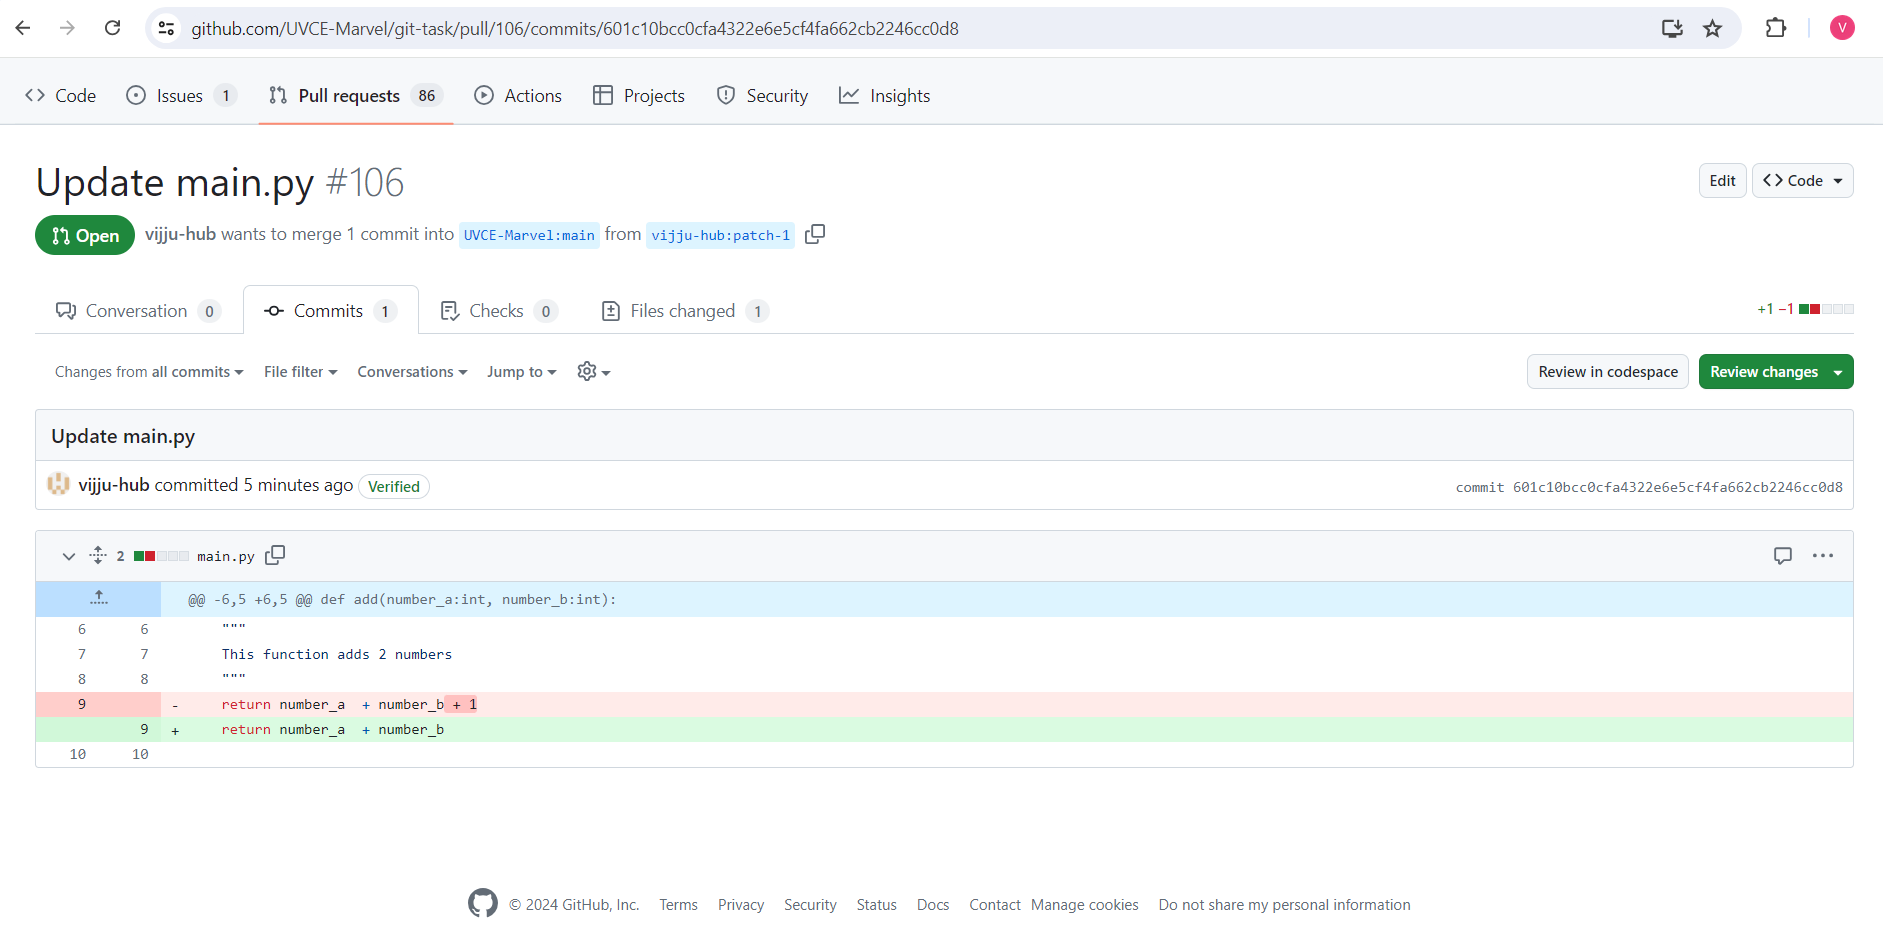 github.com/UVCE-Marvel/git-task/pull/106/commits/601c10bcc0cfa4322e6e5cf4fa662cb2246cc0d8 V
Code Issues 1 Pull requests 86 Actions Projects Security Insights
Update main.py #106 Edit Code
Open vijju-hub wants to merge 1 commit into UVCE-Marvel:main from vijju-hub:patch-1
Conversation 0 Commits 1 Checks 0 Files changed 1 +1 −1
Changes from all commits File filter Conversations Jump to Review in codespace Review changes
Update main.py
vijju-hub committed 5 minutes ago Verified commit 601c10bcc0cfa4322e6e5cf4fa662cb2246cc0d8
2 main.py
@@ -6,5 +6,5 @@ def add(number_a:int, number_b:int):
6 6 """
7 7 This function adds 2 numbers
8 8 """
9 - return number_a  + number_b + 1
9 + return number_a  + number_b
10 10
© 2024 GitHub, Inc. Terms Privacy Security Status Docs Contact Manage cookies Do not share my personal information